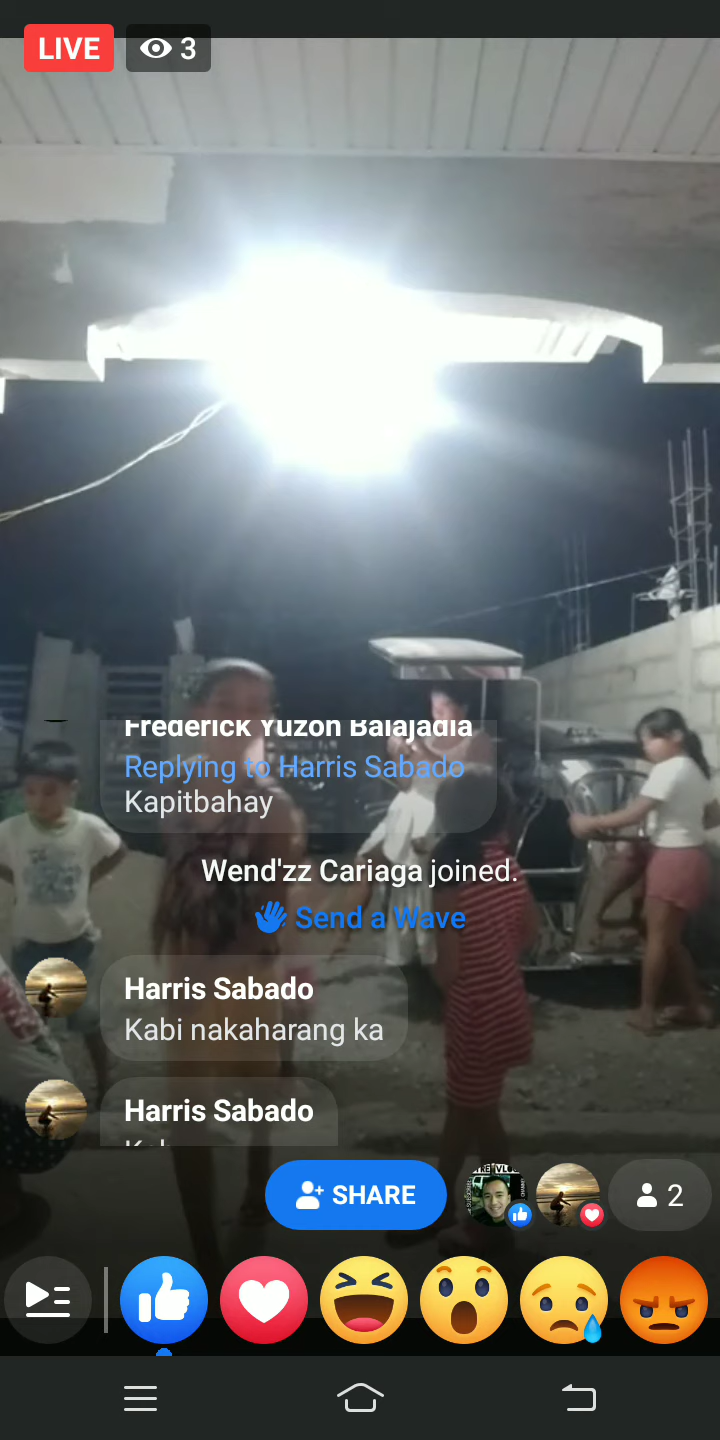 LIVE
3
Frederick Yuzon Balajadia
Replying to Harris Sabado
Kapitbahay
Wend'zz Cariaga joined.
Send a Wave
Harris Sabado
Kabi nakaharang ka
Harris Sabado
SHARE
2